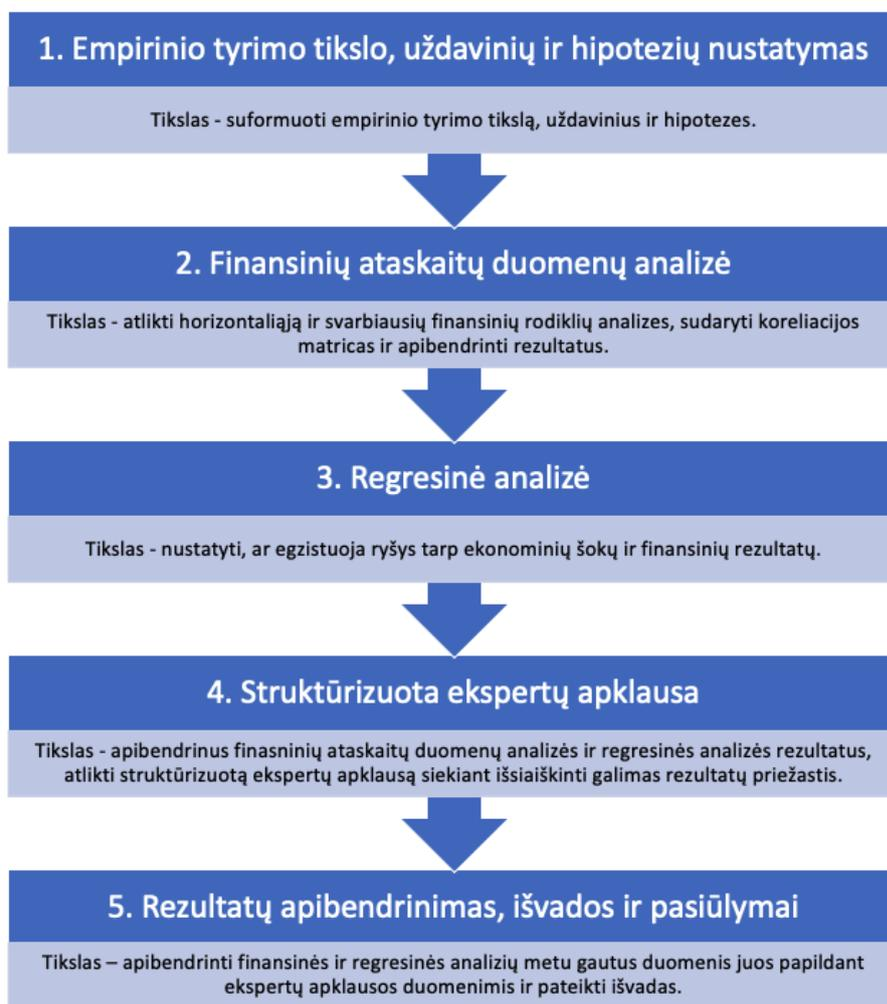 1. Empirinio tyrimo tikslo, uždavinių ir hipotezių nustatymas
Tikslas - suformuoti empirinio tyrimo tikslą, uždavinius ir hipotezes.
2. Finansinių ataskaitų duomenų analizė
Tikslas - atlikti horizontaliąją ir svarbiausių finansinių rodiklių analizes, sudaryti koreliacijos
matricas ir apibendrinti rezultatus.
3. Regresinė analizė
Tikslas - nustatyti, ar egzistuoja ryšys tarp ekonominių šokų ir finansinių rezultatų.
4. Struktūrizuota ekspertų apklausa
Tikslas - apibendrinus finasninių ataskaitų duomenų analizės ir regresinės analizės rezultatus,
atlikti struktūrizuotą ekspertų apklausą siekiant išsiaiškinti galimas rezultatų priežastis.
5. Rezultatų apibendrinimas, išvados ir pasiūlymai
Tikslas – apibendrinti finansinės ir regresinės analizių metu gautus duomenis juos papildant
ekspertų apklausos duomenimis ir pateikti išvadas.